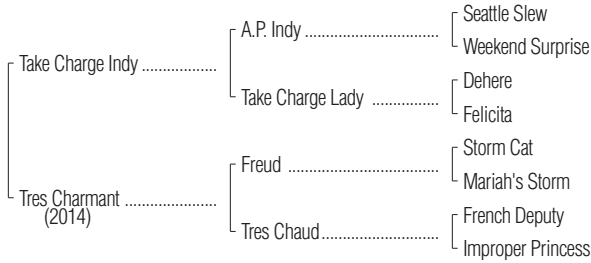 Seattle Slew
A.P. Indy ..............................
Weekend Surprise
Take Charge Indy .................
Dehere
Take Charge Lady ...............
Felicita
Storm Cat
Freud ..................................
Mariah's Storm
Tres Charmant .....................
(2014)
French Deputy
Tres Chaud..........................
Improper Princess